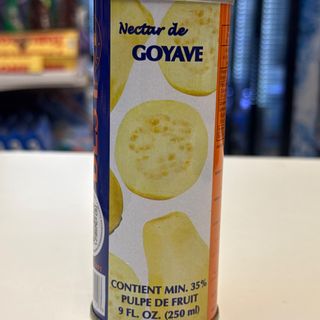 Nectar de
GOYAVE
CONTIENT MIN. 35%
PULPE DE FRUIT
9 FL. OZ. (250 ml)